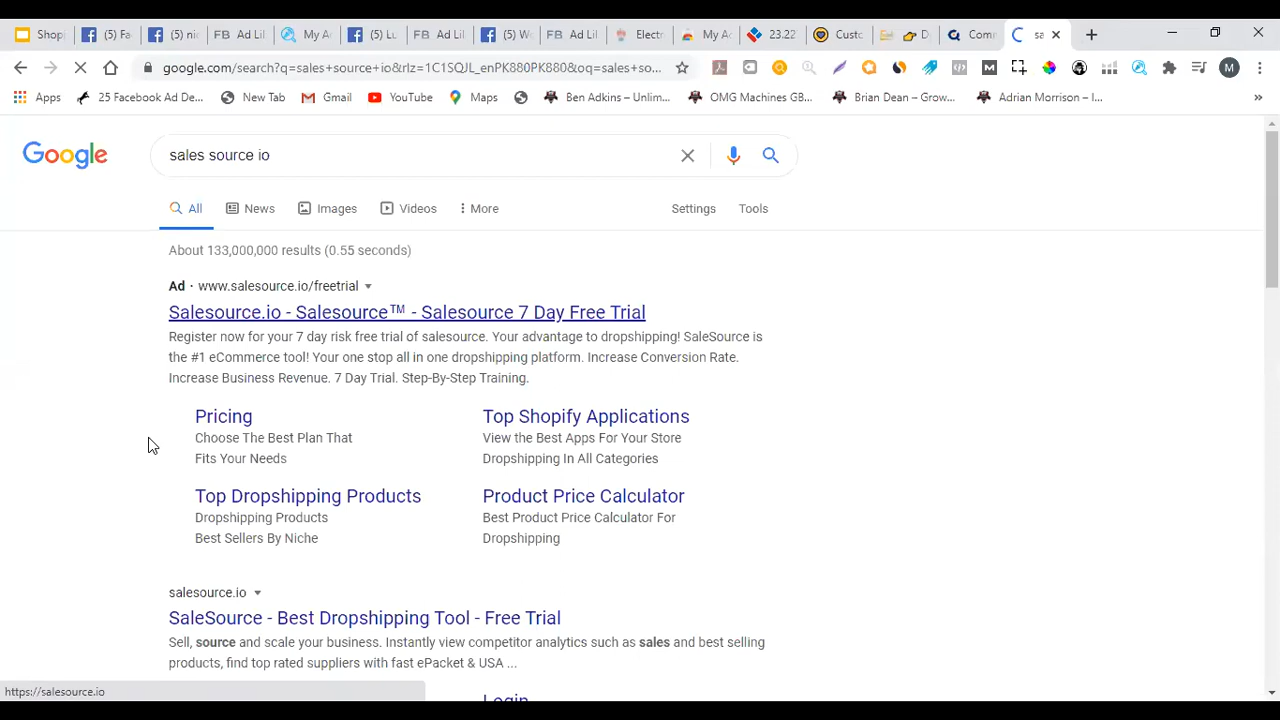 Shop
(5) Fa
(5) nic
Ad Lil
My A
(5) Lu
Ad Lil
(5) W
Ad Lil
Electr
My A
23.22
Custo
D
Comm
sa
google.com/search?q=sales+source+io&rlz=1C1SQJL_enPK880PK880&oq=sales+so...
M
Apps
25 Facebook Ad De...
New Tab
Gmail
YouTube
Maps
Ben Adkins – Unlim...
OMG Machines GB...
Brian Dean – Grow...
Adrian Morrison – I...
»
Google
sales source io
All
News
Images
Videos
More
Settings
Tools
About 133,000,000 results (0.55 seconds)
Ad · www.salesource.io/freetrial
Salesource.io - Salesource™ - Salesource 7 Day Free Trial
Register now for your 7 day risk free trial of salesource. Your advantage to dropshipping! SaleSource is
the #1 eCommerce tool! Your one stop all in one dropshipping platform. Increase Conversion Rate.
Increase Business Revenue. 7 Day Trial. Step-By-Step Training.
Pricing
Choose The Best Plan That
Fits Your Needs
Top Shopify Applications
View the Best Apps For Your Store
Dropshipping In All Categories
Top Dropshipping Products
Dropshipping Products
Best Sellers By Niche
Product Price Calculator
Best Product Price Calculator For
Dropshipping
salesource.io
SaleSource - Best Dropshipping Tool - Free Trial
Sell, source and scale your business. Instantly view competitor analytics such as sales and best selling
products, find top rated suppliers with fast ePacket & USA ...
Login
https://salesource.io